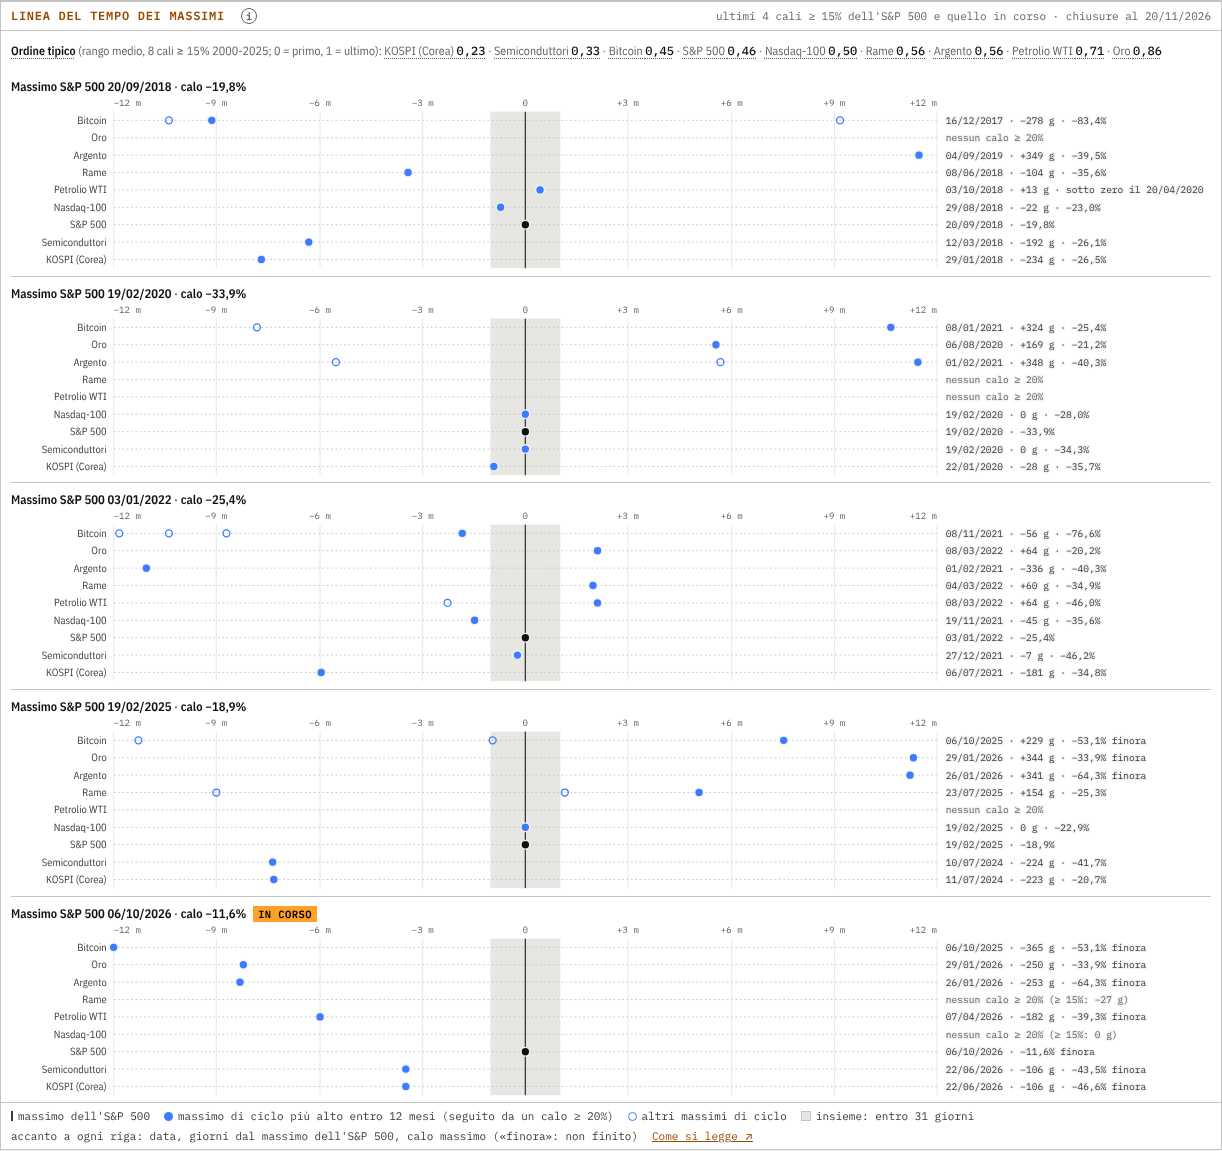 LINEA DEL TEMPO DEI MASSIMI i ultimi 4 cali ≥ 15% dell'S&P 500 e quello in corso · chiusure al 20/11/2026
Ordine tipico (rango medio, 8 cali ≥ 15% 2000-2025; 0 = primo, 1 = ultimo): KOSPI (Corea) 0,23 · Semiconduttori 0,33 · Bitcoin 0,45 · S&P 500 0,46 · Nasdaq-100 0,50 · Rame 0,56 · Argento 0,56 · Petrolio WTI 0,71 · Oro 0,86
Massimo S&P 500 20/09/2018 · calo −19,8%
−12 m −9 m −6 m −3 m 0 +3 m +6 m +9 m +12 m
Bitcoin 16/12/2017 · −278 g · −83,4%
Oro nessun calo ≥ 20%
Argento 04/09/2019 · +349 g · −39,5%
Rame 08/06/2018 · −104 g · −35,6%
Petrolio WTI 03/10/2018 · +13 g · sotto zero il 20/04/2020
Nasdaq-100 29/08/2018 · −22 g · −23,0%
S&P 500 20/09/2018 · −19,8%
Semiconduttori 12/03/2018 · −192 g · −26,1%
KOSPI (Corea) 29/01/2018 · −234 g · −26,5%
Massimo S&P 500 19/02/2020 · calo −33,9%
−12 m −9 m −6 m −3 m 0 +3 m +6 m +9 m +12 m
Bitcoin 08/01/2021 · +324 g · −25,4%
Oro 06/08/2020 · +169 g · −21,2%
Argento 01/02/2021 · +348 g · −40,3%
Rame nessun calo ≥ 20%
Petrolio WTI nessun calo ≥ 20%
Nasdaq-100 19/02/2020 · 0 g · −28,0%
S&P 500 19/02/2020 · −33,9%
Semiconduttori 19/02/2020 · 0 g · −34,3%
KOSPI (Corea) 22/01/2020 · −28 g · −35,7%
Massimo S&P 500 03/01/2022 · calo −25,4%
−12 m −9 m −6 m −3 m 0 +3 m +6 m +9 m +12 m
Bitcoin 08/11/2021 · −56 g · −76,6%
Oro 08/03/2022 · +64 g · −20,2%
Argento 01/02/2021 · −336 g · −40,3%
Rame 04/03/2022 · +60 g · −34,9%
Petrolio WTI 08/03/2022 · +64 g · −46,0%
Nasdaq-100 19/11/2021 · −45 g · −35,6%
S&P 500 03/01/2022 · −25,4%
Semiconduttori 27/12/2021 · −7 g · −46,2%
KOSPI (Corea) 06/07/2021 · −181 g · −34,8%
Massimo S&P 500 19/02/2025 · calo −18,9%
−12 m −9 m −6 m −3 m 0 +3 m +6 m +9 m +12 m
Bitcoin 06/10/2025 · +229 g · −53,1% finora
Oro 29/01/2026 · +344 g · −33,9% finora
Argento 26/01/2026 · +341 g · −64,3% finora
Rame 23/07/2025 · +154 g · −25,3%
Petrolio WTI nessun calo ≥ 20%
Nasdaq-100 19/02/2025 · 0 g · −22,9%
S&P 500 19/02/2025 · −18,9%
Semiconduttori 10/07/2024 · −224 g · −41,7%
KOSPI (Corea) 11/07/2024 · −223 g · −20,7%
Massimo S&P 500 06/10/2026 · calo −11,6% IN CORSO
−12 m −9 m −6 m −3 m 0 +3 m +6 m +9 m +12 m
Bitcoin 06/10/2025 · −365 g · −53,1% finora
Oro 29/01/2026 · −250 g · −33,9% finora
Argento 26/01/2026 · −253 g · −64,3% finora
Rame nessun calo ≥ 20% (≥ 15%: −27 g)
Petrolio WTI 07/04/2026 · −182 g · −39,3% finora
Nasdaq-100 nessun calo ≥ 20% (≥ 15%: 0 g)
S&P 500 06/10/2026 · −11,6% finora
Semiconduttori 22/06/2026 · −106 g · −43,5% finora
KOSPI (Corea) 22/06/2026 · −106 g · −46,6% finora
massimo dell'S&P 500 massimo di ciclo più alto entro 12 mesi (seguito da un calo ≥ 20%) altri massimi di ciclo insieme: entro 31 giorni
accanto a ogni riga: data, giorni dal massimo dell'S&P 500, calo massimo («finora»: non finito) Come si legge ↗